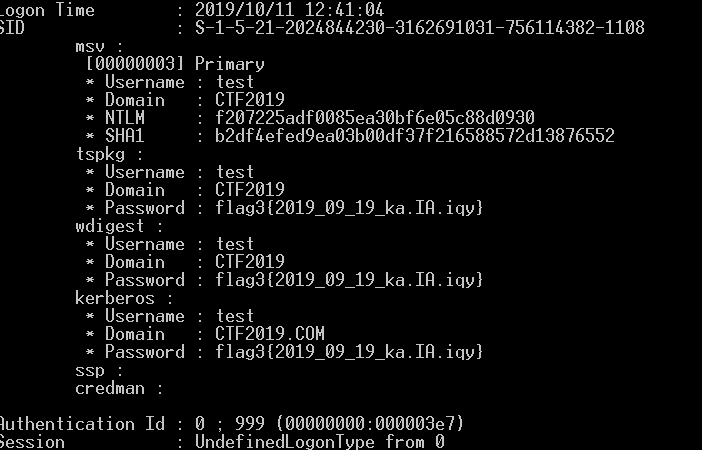 Logon Time : 2019/10/11 12:41:04
SID : S-1-5-21-2024844230-3162691031-756114382-1108
msv :
[00000003] Primary
* Username : test
* Domain : CTF2019
* NTLM : f207225adf0085ea30bf6e05c88d0930
* SHA1 : b2df4efed9ea03b00df37f216588572d13876552
tspkg :
* Username : test
* Domain : CTF2019
* Password : flag3{2019_09_19_ka.IA.iqy}
wdigest :
* Username : test
* Domain : CTF2019
* Password : flag3{2019_09_19_ka.IA.iqy}
kerberos :
* Username : test
* Domain : CTF2019.COM
* Password : flag3{2019_09_19_ka.IA.iqy}
ssp :
credman :
Authentication Id : 0 ; 999 (00000000:000003e7)
Session : UndefinedLogonType from 0